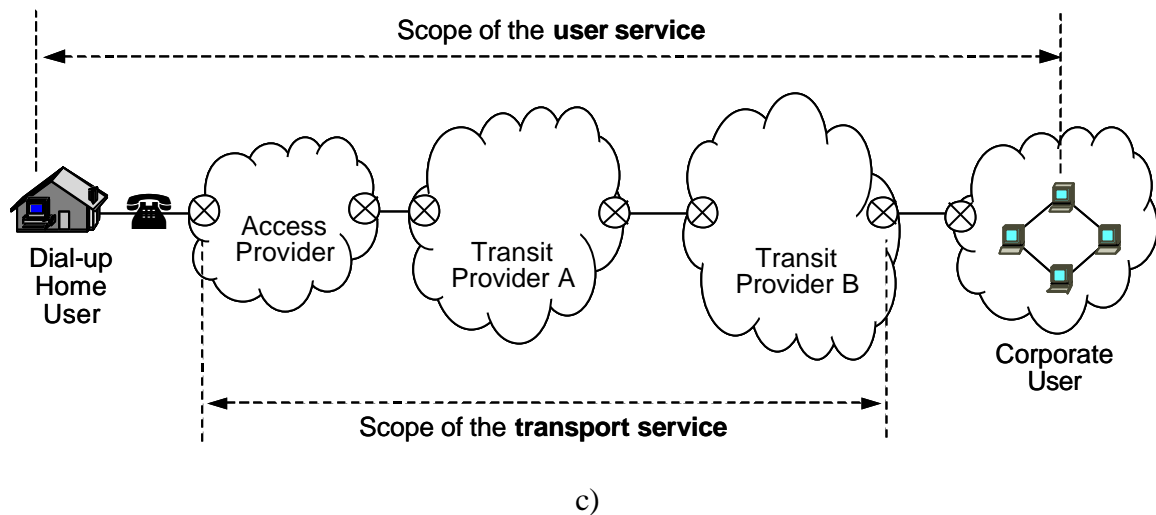 Scope of the user service
Access
Provider
Transit
Provider A
Transit
Provider B
Dial-up
Home
User
Corporate
User
Scope of the transport service
c)